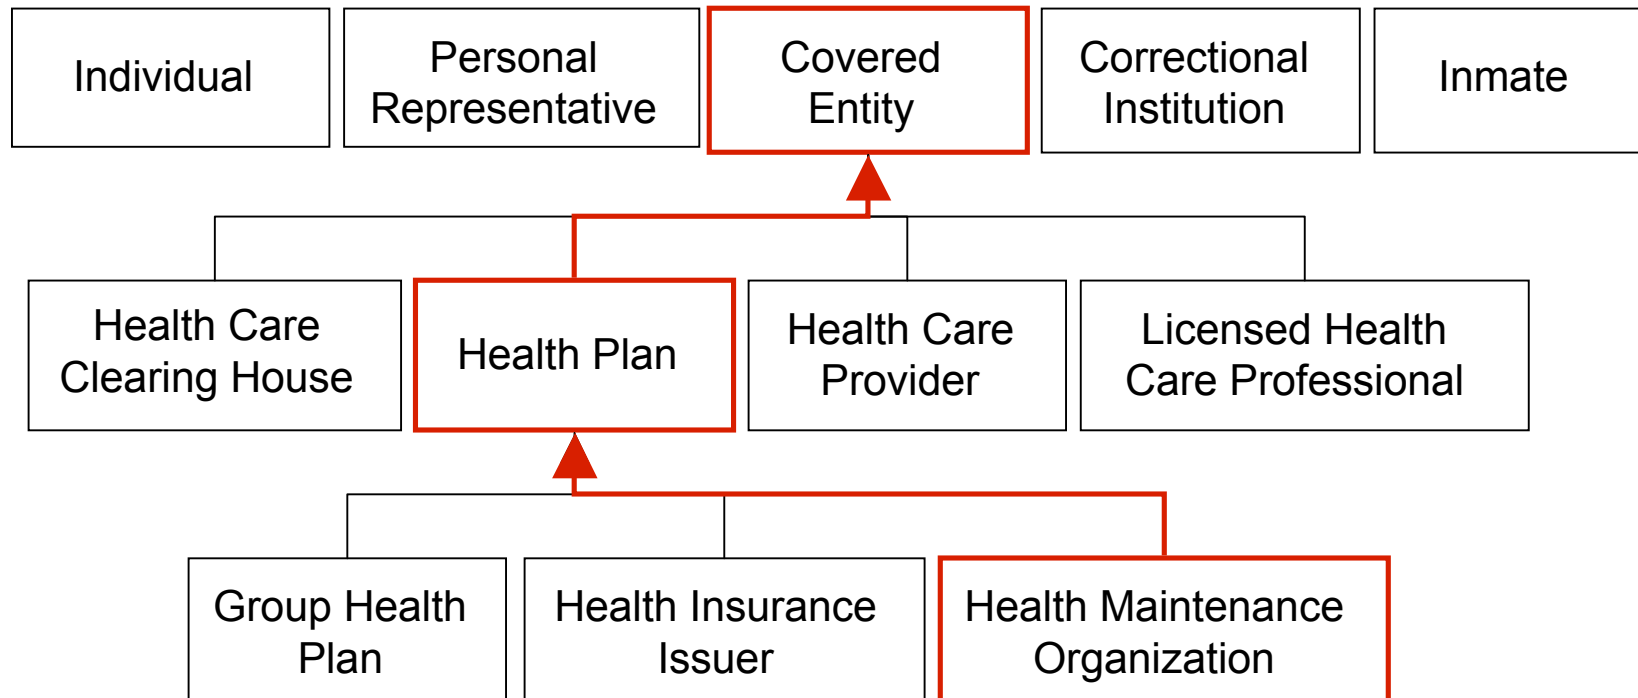 Individual
Personal
Representative
Covered
Entity
Correctional
Institution
Inmate
Health Care
Clearing House
Health Plan
Health Care
Provider
Licensed Health
Care Professional
Group Health
Plan
Health Insurance
Issuer
Health Maintenance
Organization